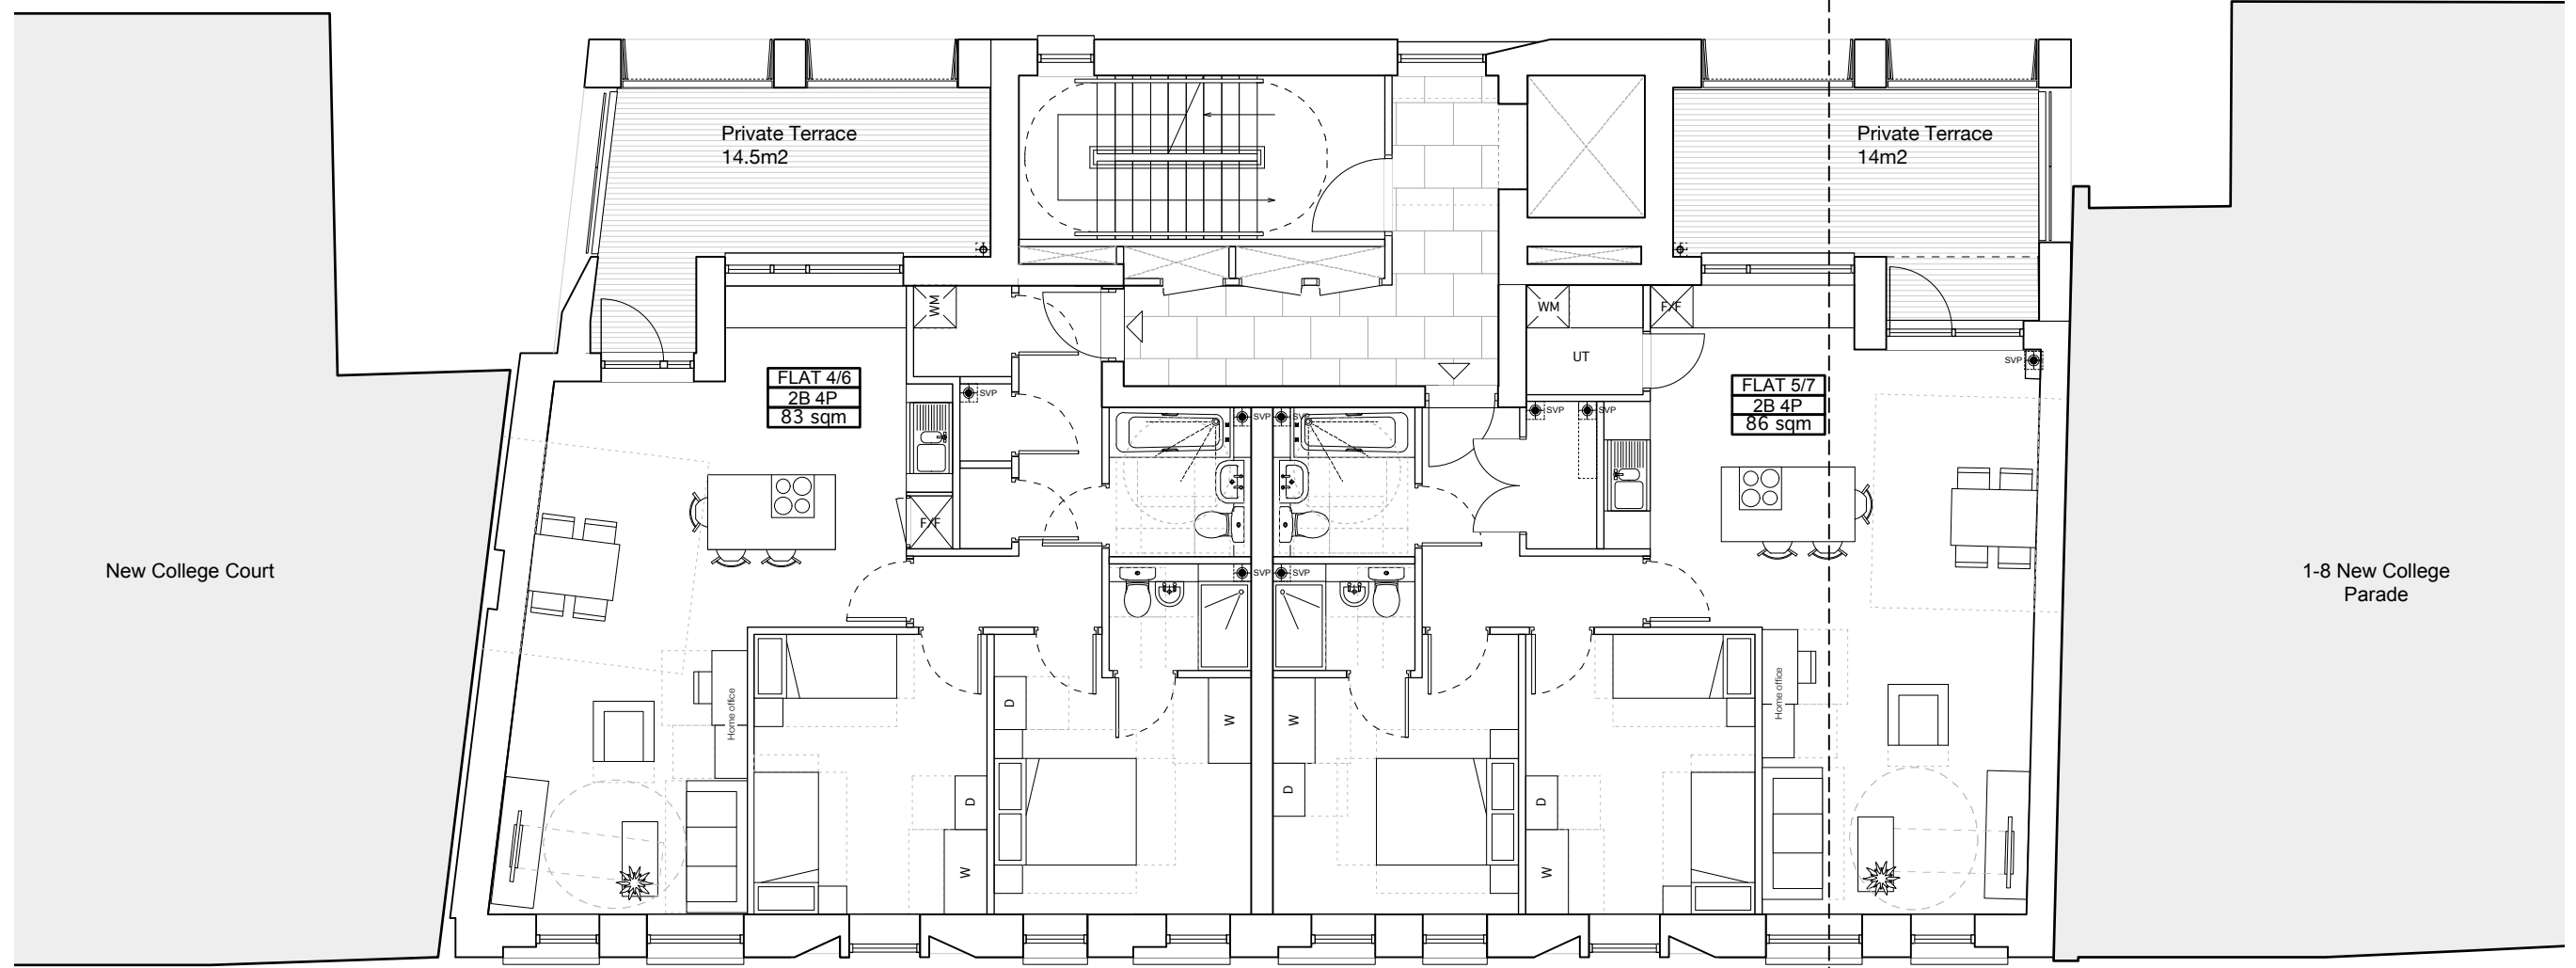 Private Terrace
14.5m2
Private Terrace
14m2
WM
WM
F/F
UT
SVP
FLAT 4/6
2B 4P
83 sqm
FLAT 5/7
2B 4P
86 sqm
SVP
SVP
SVP
SVP
SVP
F/F
New College Court
1-8 New College
Parade
SVP
SVP
Home office
Home office
D
W
W
D
D
D
W
W